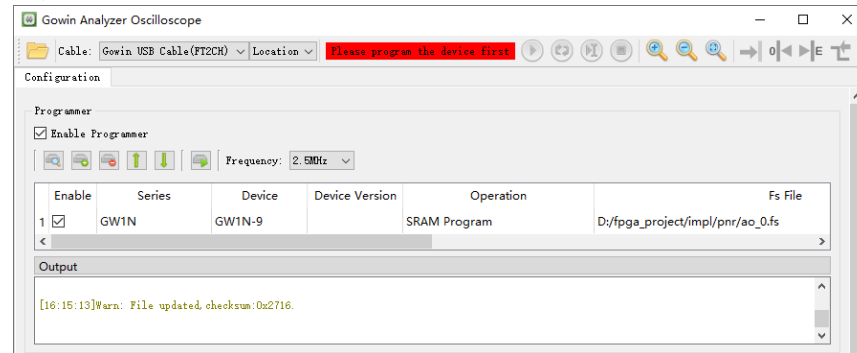 Gowin Analyzer Oscilloscope
Cable: Gowin USB Cable(FT2CH) Location Please program the device first 0 E
Configuration
Programmer
Enable Programmer
Frequency: 2.5MHz
Enable Series Device Device Version Operation Fs File
1 GW1N GW1N-9 SRAM Program D:/fpga_project/impl/pnr/ao_0.fs
Output
[16:15:13]Warn: File updated,checksum:0x2716.